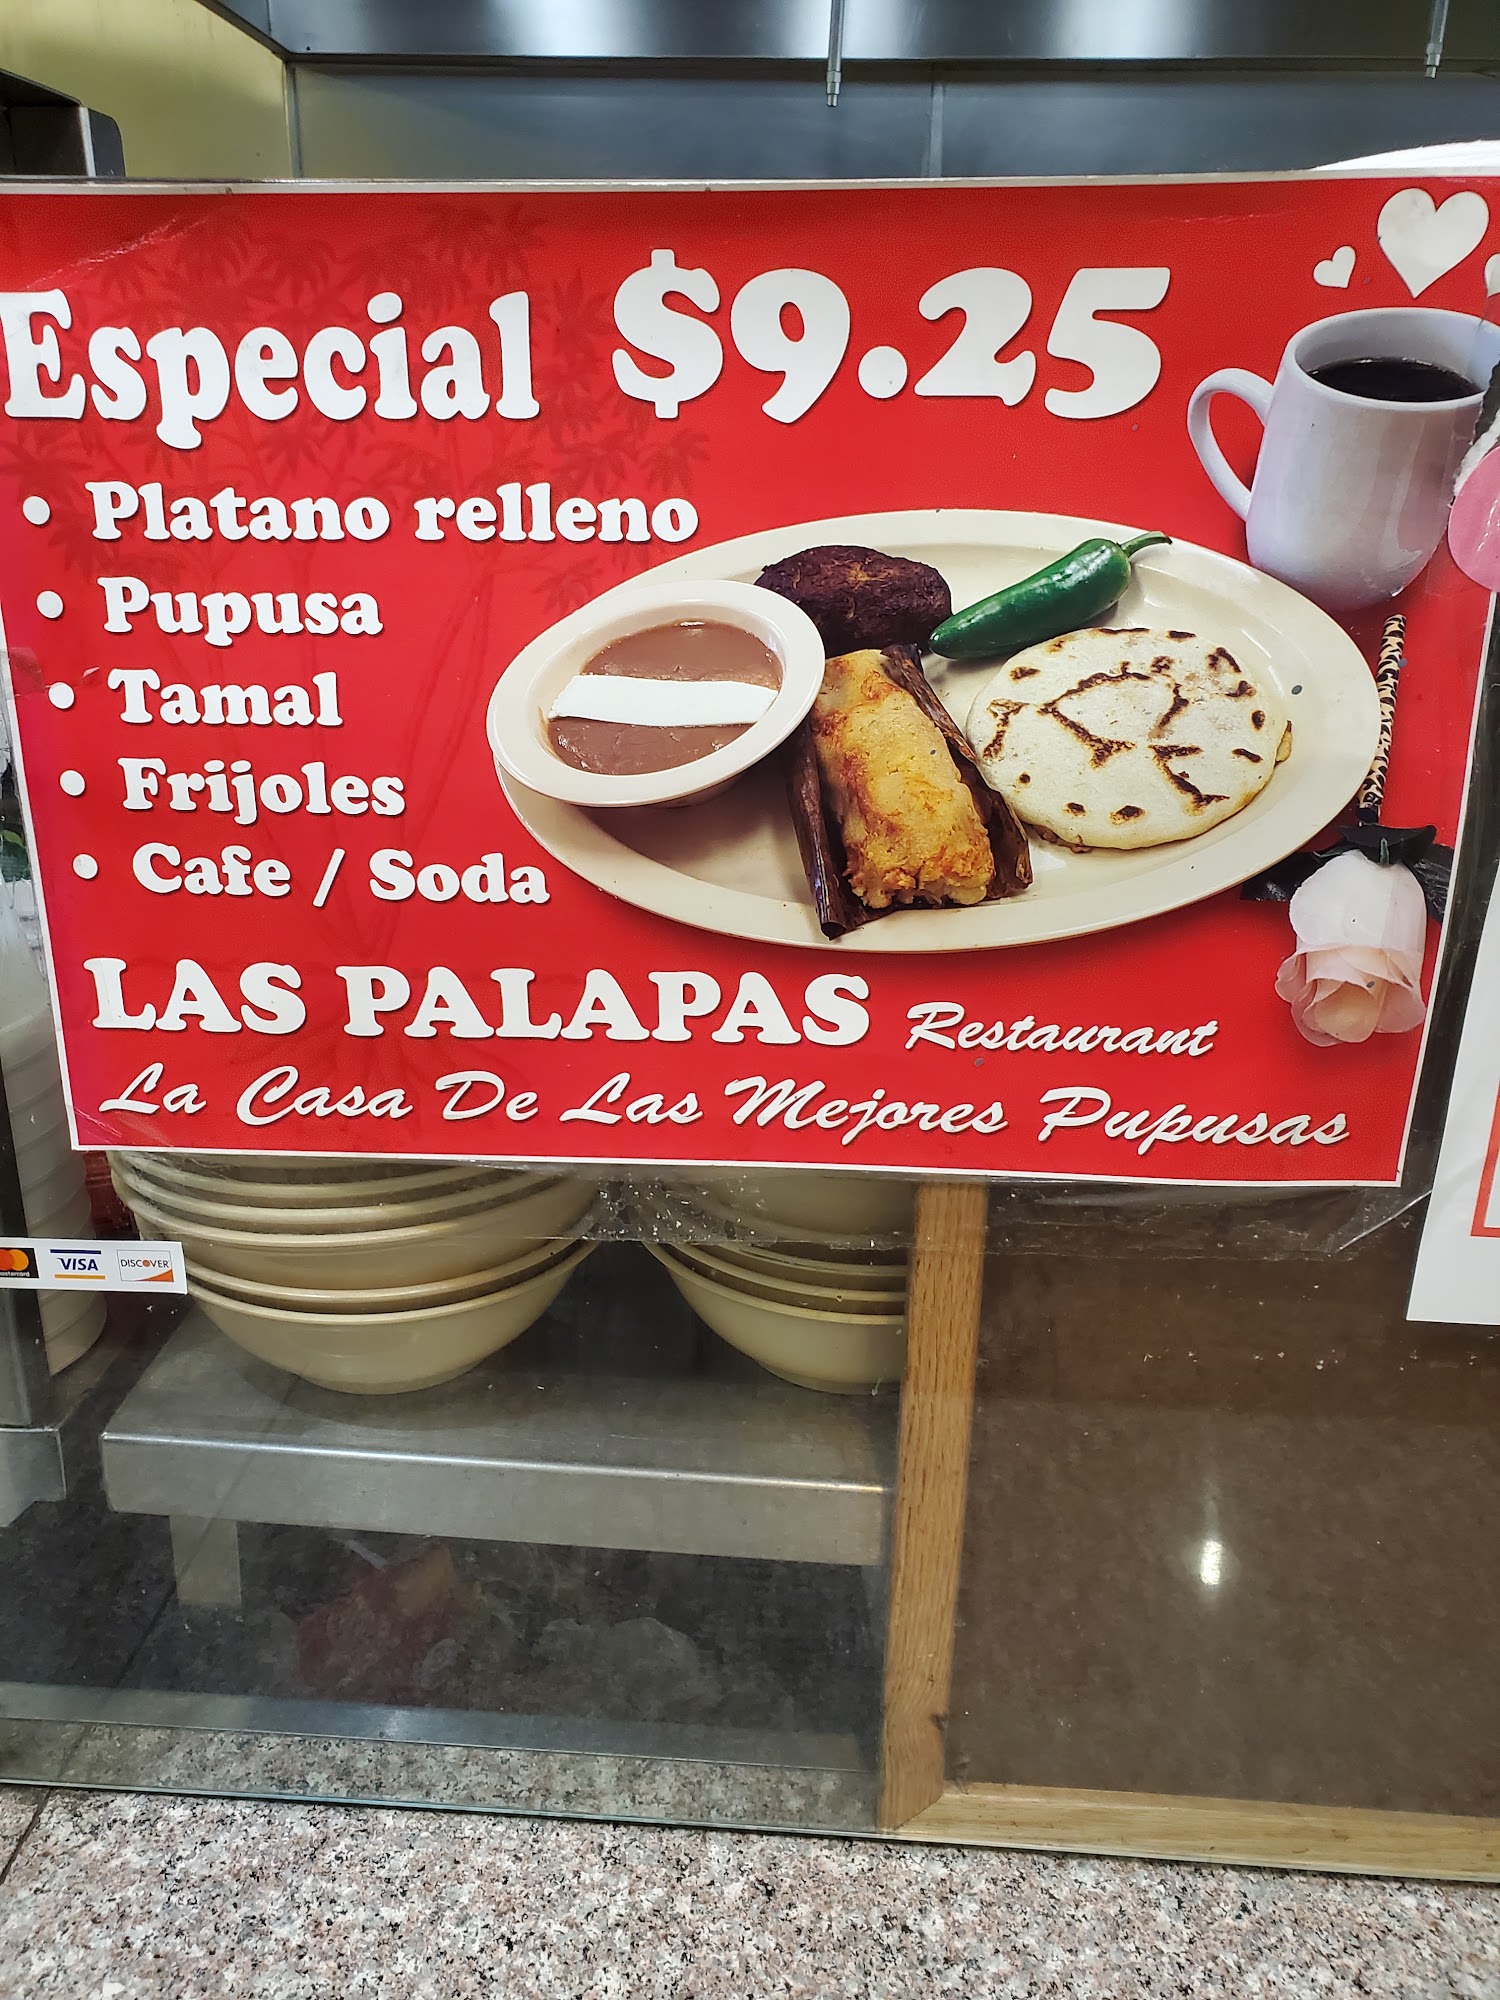 Especial $9.25
• Platano relleno
• Pupusa
• Tamal
• Frijoles
• Cafe / Soda
LAS PALAPAS Restaurant
La Casa De Las Mejores Pupusas
VISA
DISCOVER